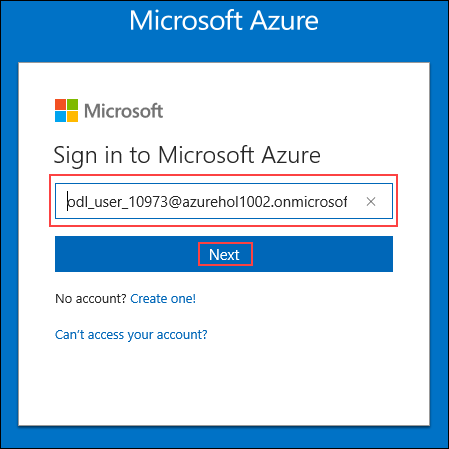 Microsoft Azure
Microsoft
Sign in to Microsoft Azure
odl_user_10973@azurehol1002.onmicrosof
Next
No account? Create one!
Can't access your account?